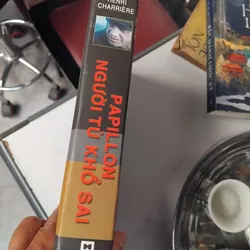 HENRI
CHARRIÈRE
PAPILLON
NGƯỜI TÙ KHỔ SAI